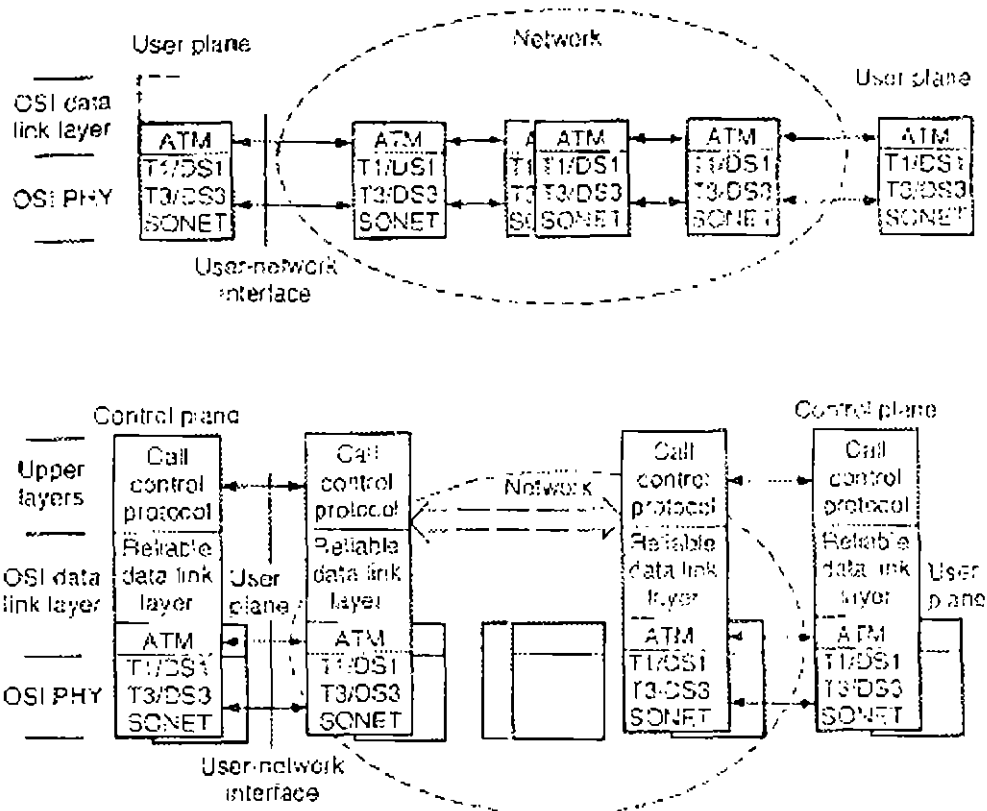 User plane
Network
User plane
OSI data
link layer
OSI PHY
ATM
T1/DS1
T3/DS3
SONET
ATM
T1/DS1
T3/DS3
SONET
A
T1
T3
SO
ATM
T1/DS1
T3/DS3
SONET
ATM
T1/DS1
T3/DS3
SONET
ATM
T1/DS1
T3/DS3
SONET
User-network
interface
Control plane
Control plane
Upper
layers
OSI data
link layer
OSI PHY
Call
control
protocol
Reliable
data link
layer
ATM
T1/DS1
T3/DS3
SONET
User
plane
Call
control
protocol
Reliable
data link
layer
ATM
T1/DS1
T3/DS3
SONET
Network
Call
control
protocol
Reliable
data link
layer
ATM
T1/DS1
T3-DS3
SONET
Call
control
protocol
Reliable
data link
layer
ATM
T1/DS1
T3/DS3
SONET
User
plane
User-network
interface